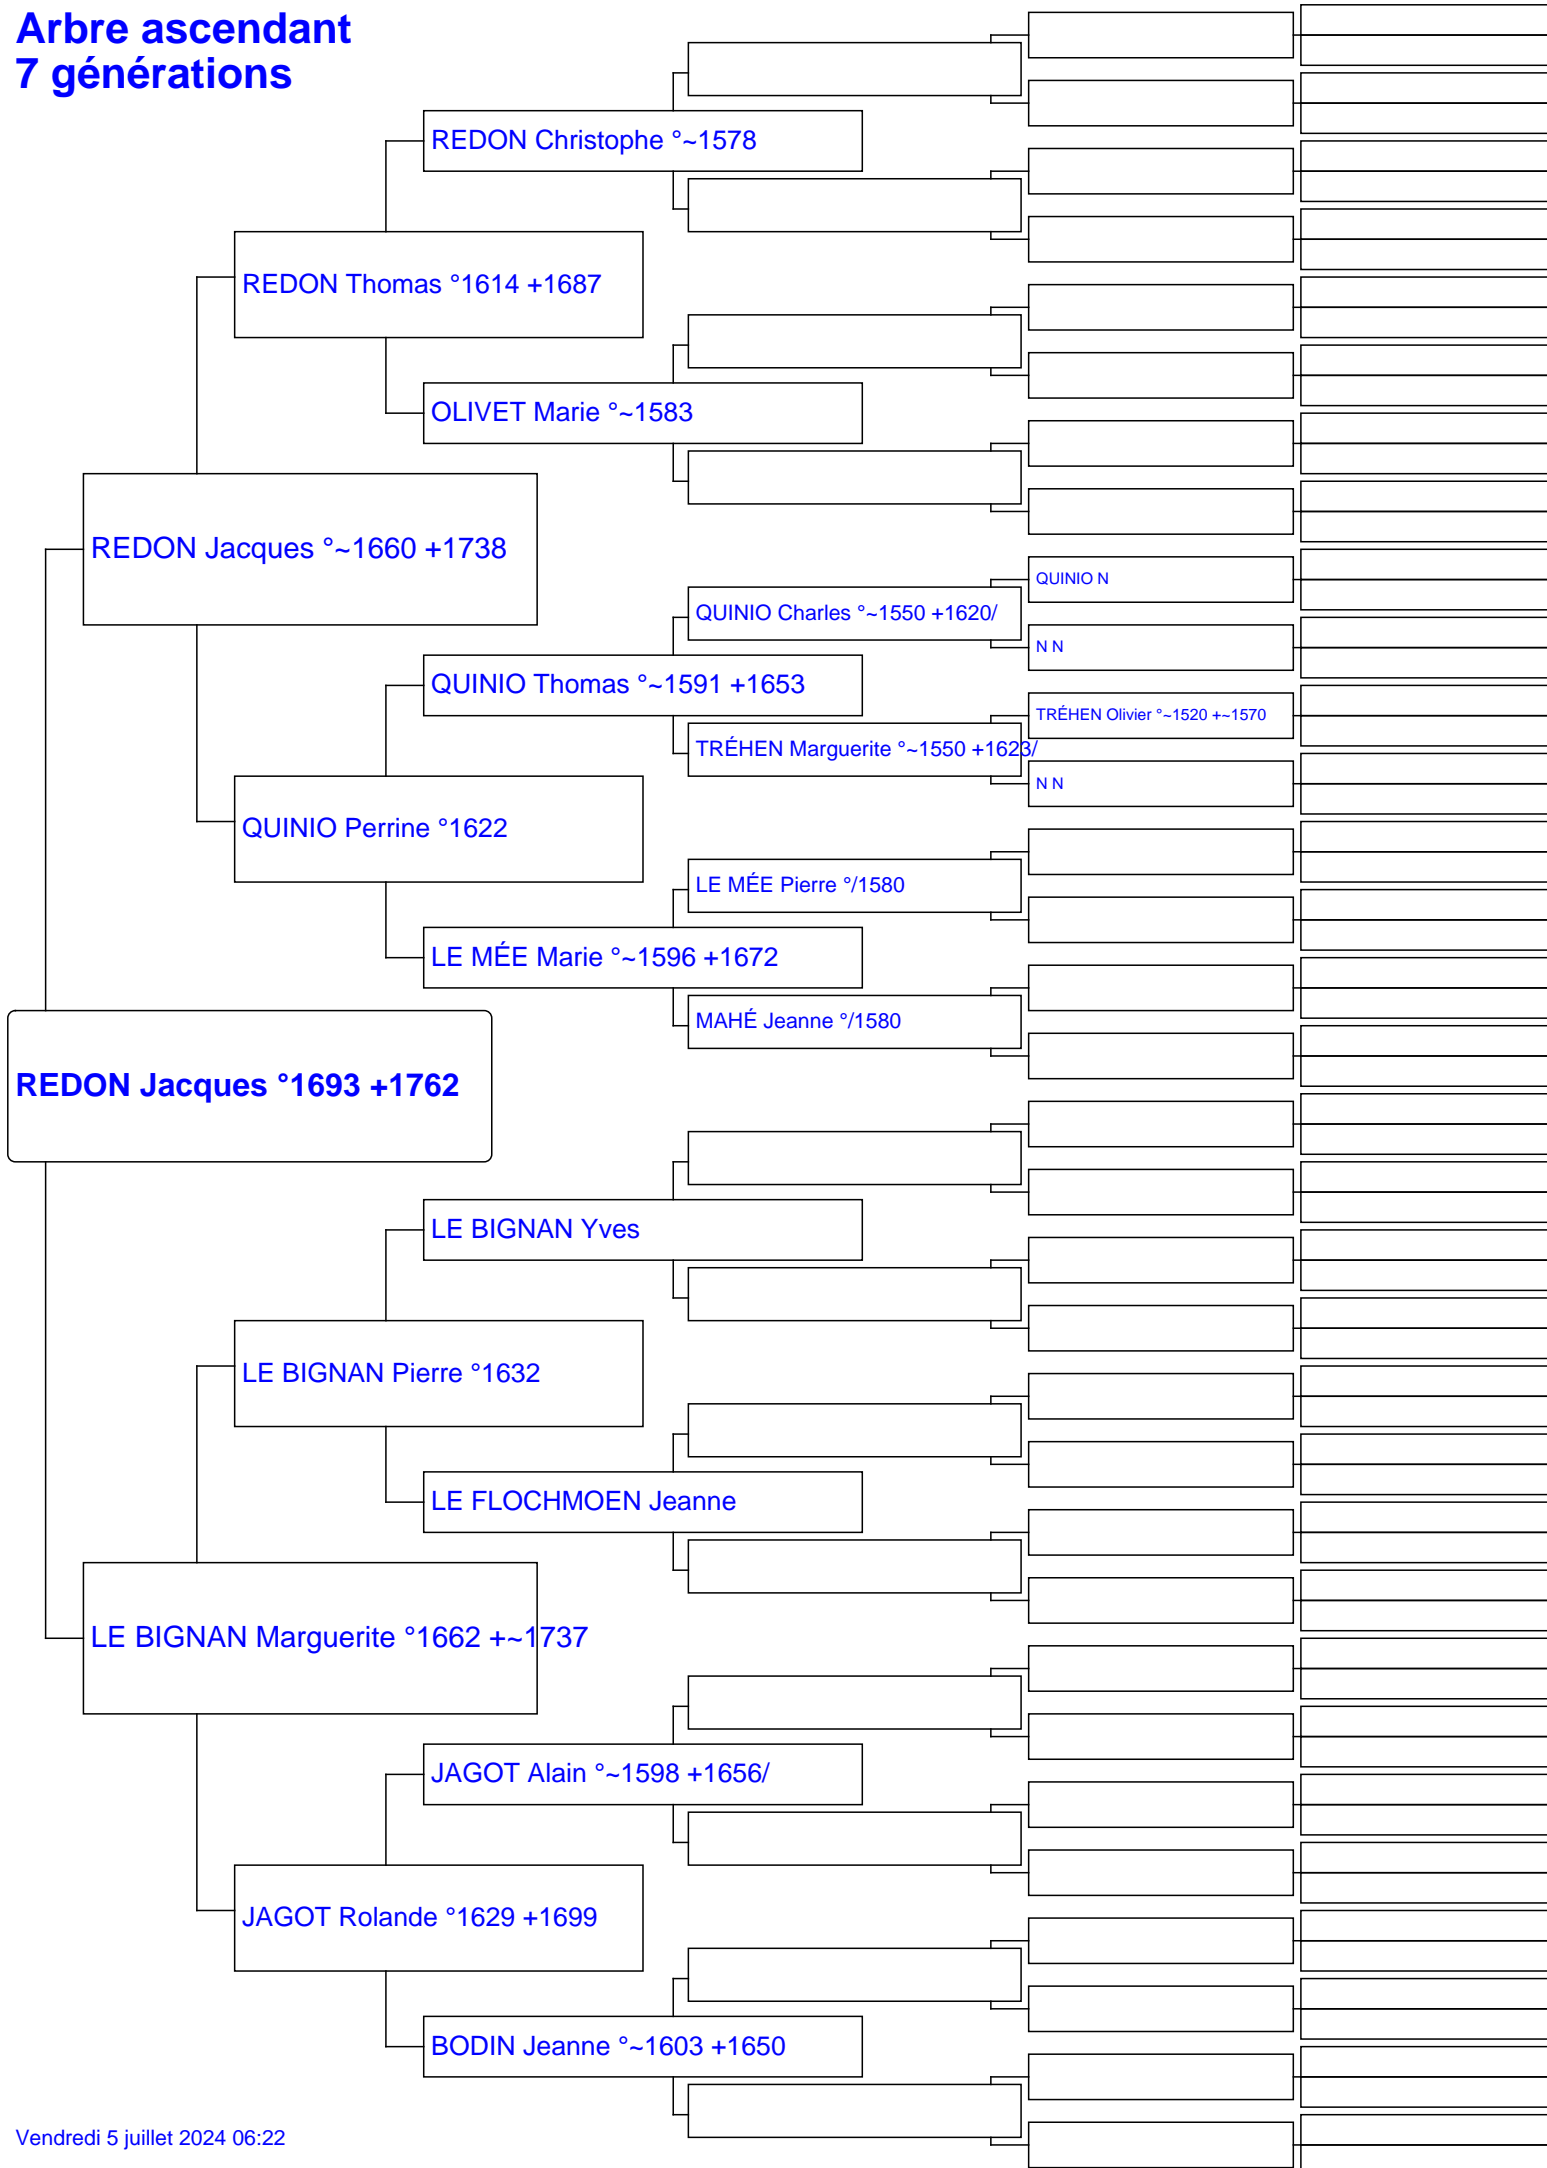 Arbre ascendant
7 générations
REDON Christophe °~1578
REDON Thomas °1614 +1687
OLIVET Marie °~1583
REDON Jacques °~1660 +1738
QUINIO N
QUINIO Charles °~1550 +1620/
N N
QUINIO Thomas °~1591 +1653
TRÉHEN Olivier °~1520 +~1570
TRÉHEN Marguerite °~1550 +1623/
N N
QUINIO Perrine °1622
LE MÉE Pierre °/1580
LE MÉE Marie °~1596 +1672
MAHÉ Jeanne °/1580
REDON Jacques °1693 +1762
LE BIGNAN Yves
LE BIGNAN Pierre °1632
LE FLOCHMOEN Jeanne
LE BIGNAN Marguerite °1662 +~1737
JAGOT Alain °~1598 +1656/
JAGOT Rolande °1629 +1699
BODIN Jeanne °~1603 +1650
Vendredi 5 juillet 2024 06:22